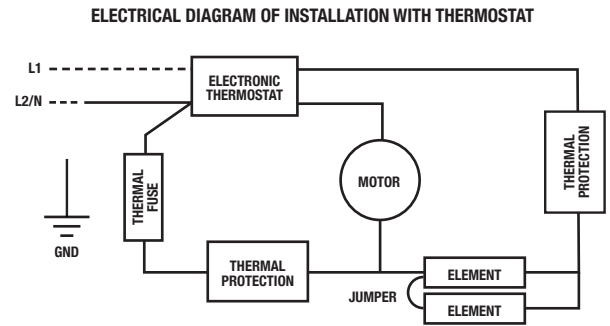 ELECTRICAL DIAGRAM OF INSTALLATION WITH THERMOSTAT
L1
ELECTRONIC
THERMOSTAT
L2/N
THERMAL
FUSE
MOTOR
THERMAL
PROTECTION
GND
THERMAL
PROTECTION
ELEMENT
JUMPER
ELEMENT